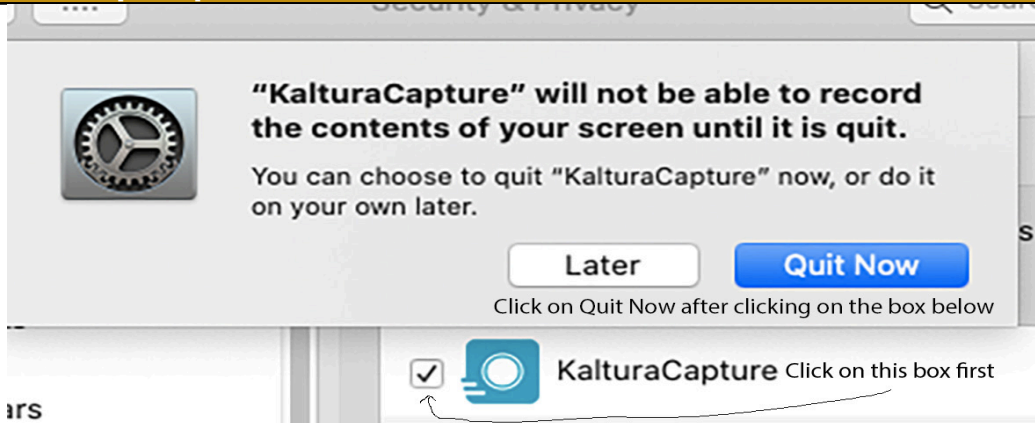 Security & Privacy
“KalturaCapture” will not be able to record
the contents of your screen until it is quit.
You can choose to quit “KalturaCapture” now, or do it
on your own later.
Later
Quit Now
Click on Quit Now after clicking on the box below
KalturaCapture Click on this box first